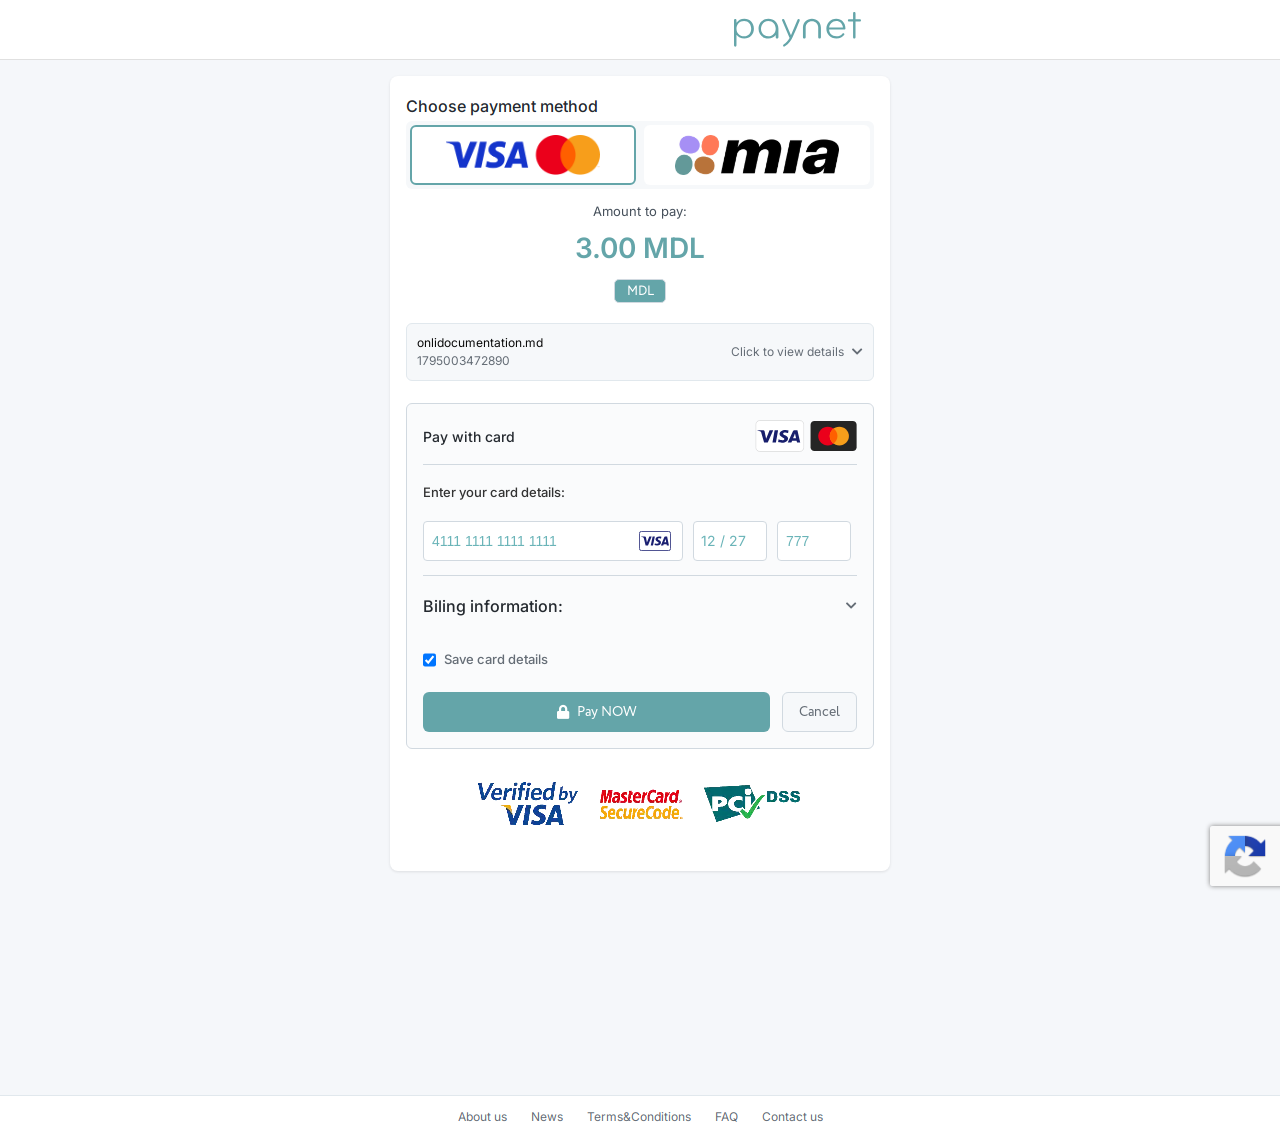 paynet
Choose payment method
VISA
mia
Amount to pay:
3.00 MDL
MDL
onlidocumentation.md
1795003472890
Click to view details
Pay with card
VISA
Enter your card details:
4111 1111 1111 1111
VISA
12 / 27
777
Biling information:
Save card details
Pay NOW
Cancel
Verified by
VISA
MasterCard.
SecureCode.
PCi DSS
About us
News
Terms&Conditions
FAQ
Contact us